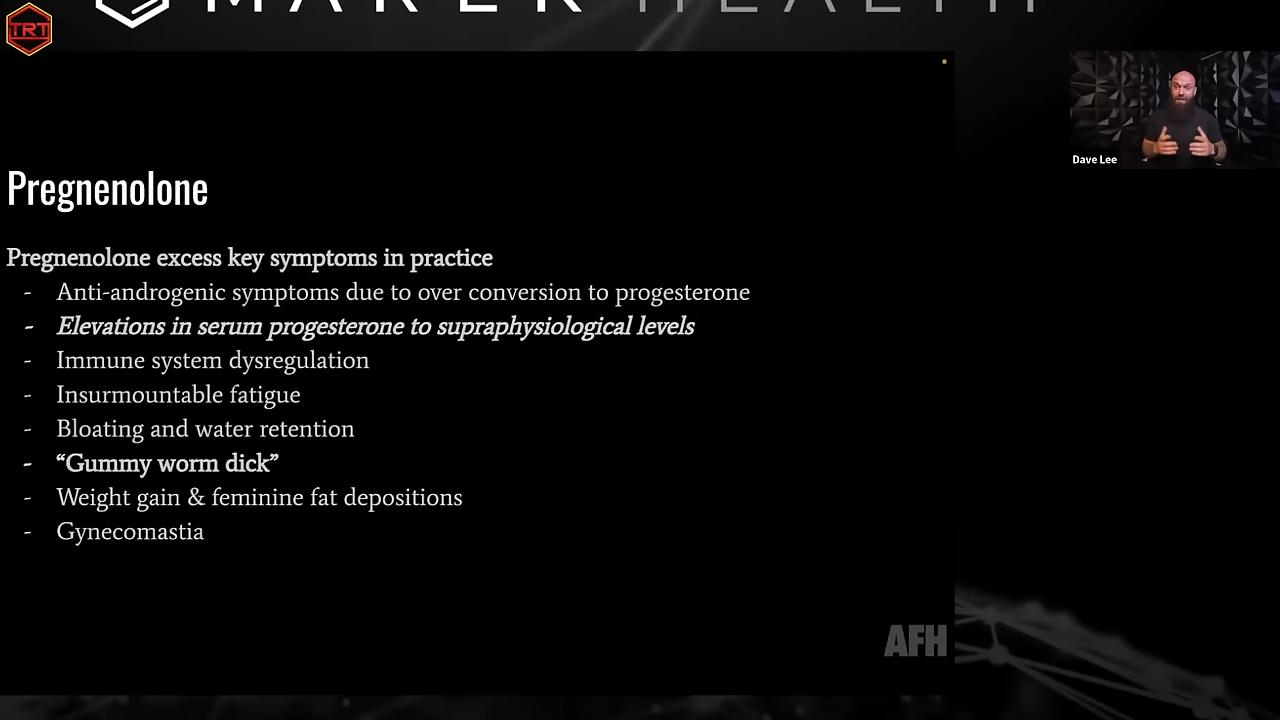 MAREK HEALTH
TRT
Dave Lee
Pregnenolone
Pregnenolone excess key symptoms in practice
- Anti-androgenic symptoms due to over conversion to progesterone
- Elevations in serum progesterone to supraphysiological levels
- Immune system dysregulation
- Insurmountable fatigue
- Bloating and water retention
- “Gummy worm dick”
- Weight gain & feminine fat depositions
- Gynecomastia
AFH